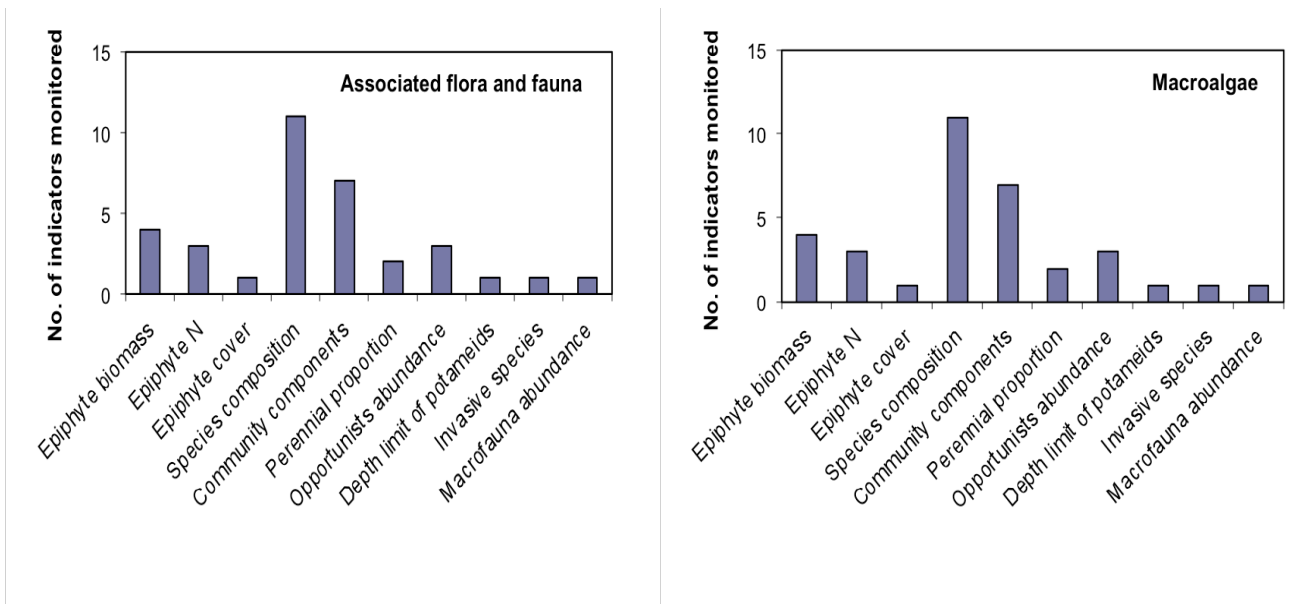 No. of indicators monitored
15
10
5
0
Associated flora and fauna
Epiphyte biomass
Epiphyte N
Epiphyte cover
Species composition
Community components
Perennial proportion
Opportunists abundance
Depth limit of potameids
Invasive species
Macrofauna abundance
No. of indicators monitored
15
10
5
0
Macroalgae
Epiphyte biomass
Epiphyte N
Epiphyte cover
Species composition
Community components
Perennial proportion
Opportunists abundance
Depth limit of potameids
Invasive species
Macrofauna abundance